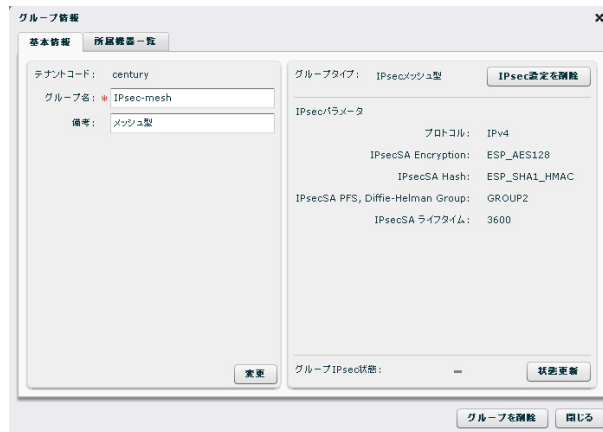 グループ情報
基本情報 所属機器一覧
テナントコード: century
グループ名: * IPsec-mesh
備考: メッシュ型
変更
グループタイプ: IPsecメッシュ型 IPsec設定を削除
IPsecパラメータ
プロトコル: IPv4
IPsecSA Encryption: ESP_AES128
IPsecSA Hash: ESP_SHA1_HMAC
IPsecSA PFS, Diffie-Helman Group: GROUP2
IPsecSA ライフタイム: 3600
グループIPsec状態: — 状態更新
グループを削除 閉じる